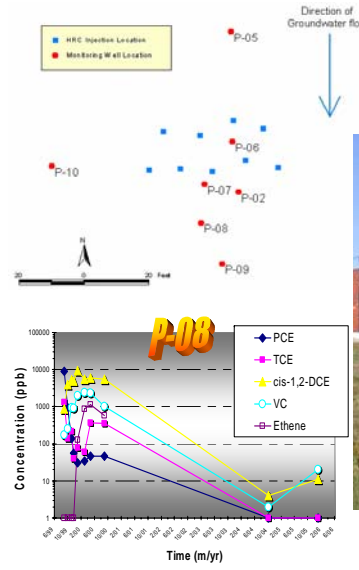 Direction of
Groundwater flo
HRC Injection Location
Monitoring Well Location
P-05
P-06
P-10
P-07
P-02
P-08
P-09
N
20 0 20 Feet
P-08
PCE
TCE
cis-1,2-DCE
VC
Ethene
Concentration (ppb)
100000
10000
1000
100
10
1
Time (m/yr)